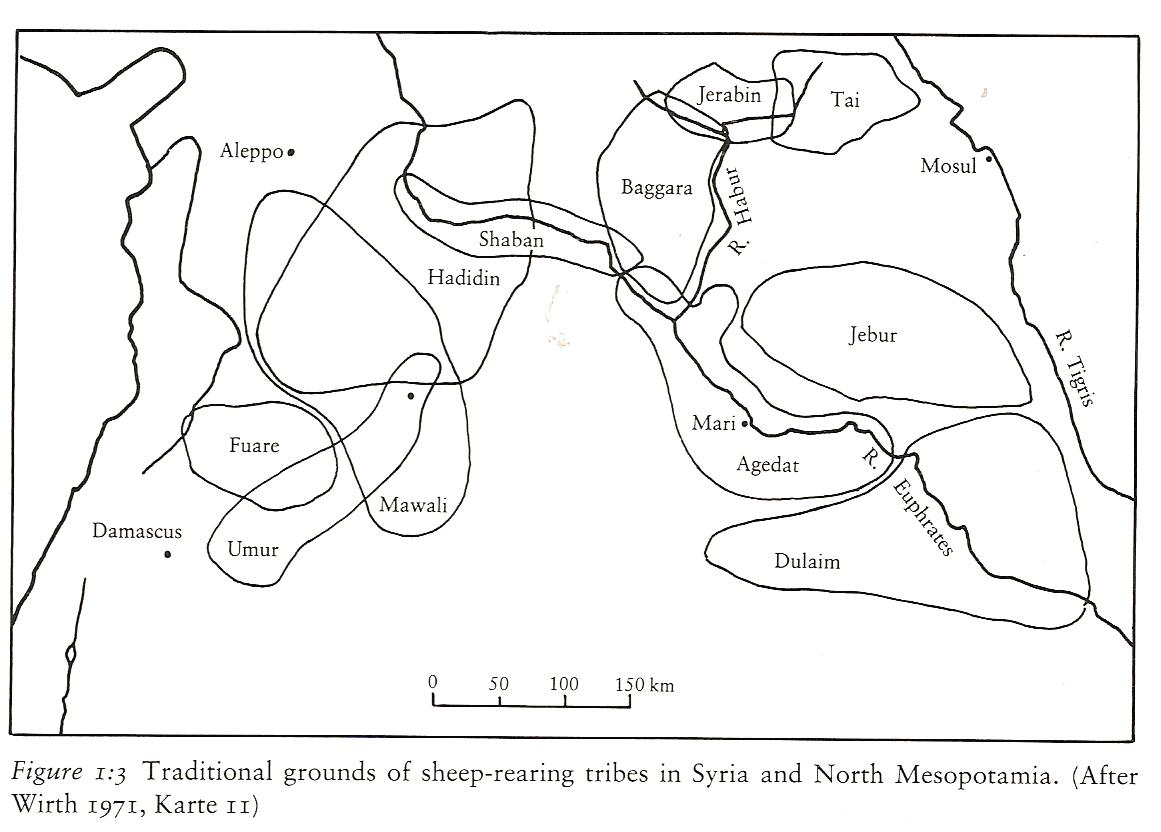 Jerabin
Tai
Aleppo
Mosul
Baggara
R. Habur
Shaban
Hadidin
Jebur
R. Tigris
Mari
Fuare
Agedat
R. Euphrates
Mawali
Damascus
Umur
Dulaim
0 50 100 150 km
Figure 1:3 Traditional grounds of sheep-rearing tribes in Syria and North Mesopotamia. (After
Wirth 1971, Karte 11)